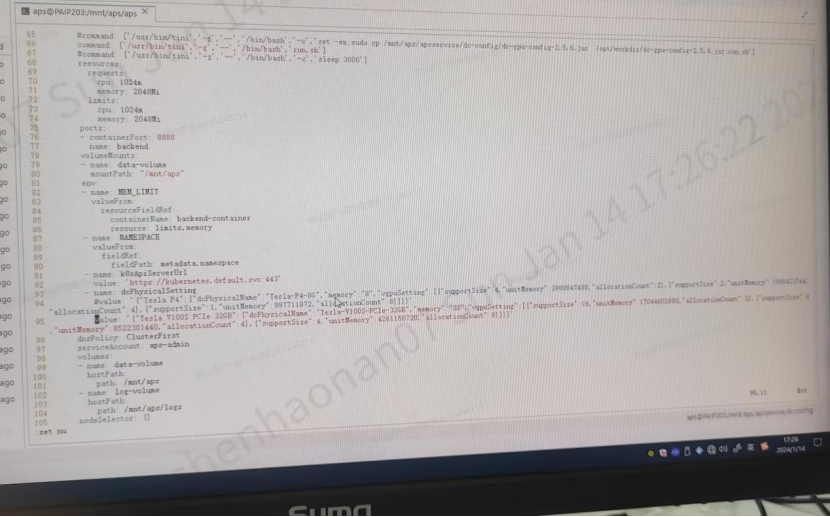 aps@PAIP203:/mnt/aps/aps
65 #command: ['/usr/bin/tini','-g','--','/bin/bash','-c','set -ex;sudo cp /mnt/aps/apsservice/dc-config/dc-gpu-config-2.5.6.jar /opt/workdir/dc-gpu-config-2.5.6.jar;run.sh']
66 command: ['/usr/bin/tini','-g','--','/bin/bash','run.sh']
67 #command: ['/usr/bin/tini','-g','--','/bin/bash','-c','sleep 3000']
68 resources:
69 requests:
70 cpu: 1024m
71 memory: 2048Mi
72 limits:
73 cpu: 1024m
74 memory: 2048Mi
75 ports:
76 - containerPort: 8888
77 name: backend
78 volumeMounts:
79 - name: data-volume
80 mountPath: "/mnt/aps"
81 env:
82 - name: MEM_LIMIT
83 valueFrom:
84 resourceFieldRef:
85 containerName: backend-container
86 resource: limits.memory
87 - name: NAMESPACE
88 valueFrom:
89 fieldRef:
90 fieldPath: metadata.namespace
91 - name: k8sApiServerUrl
92 value: 'https://kubernetes.default.svc:443'
93 - name: dcPhysicalSetting
94 #value: '{"Tesla P4":{"dcPhysicalName":"Tesla-P4-8G","memory":"8","vgpuSetting":[{"supportSize":4,"unitMemory":
"allocationCount":2},{"supportSize":2,"unitMemory":
"allocationCount": 4},{"supportSize":1,"unitMemory": 997711872,"allocationCount": 8}]}}'
95 value: '{"Tesla V100S PCIe 32GB":{"dcPhysicalName":"Tesla-V100S-PCIe-32GB","memory":"32","vgpuSetting":[{"supportSize":16,"unitMemory":
"allocationCount": 2},{"supportSize":8
,"unitMemory": 8522301440,"allocationCount": 4},{"supportSize": 4,"unitMemory": 4261150720,"allocationCount": 8}]}}'
96 dnsPolicy: ClusterFirst
97 serviceAccount: aps-admin
98 volumes:
99 - name: data-volume
100 hostPath:
101 path: /mnt/aps
102 - name: log-volume
103 hostPath:
104 path: /mnt/aps/logs
105 nodeSelector: {}
:set nu
95,11 Bot
aps@PAIP203:/mnt/aps/apsservice/dc-config
Jan 14 17:26:22 202
shenhaonan07
17:26
2024/1/14
英
Suma